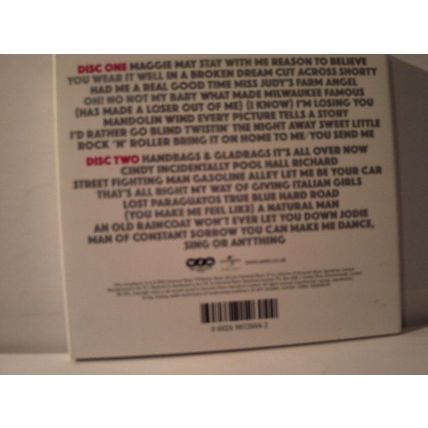 DISC ONE MAGGIE MAY STAY WITH ME REASON TO BELIEVE
YOU WEAR IT WELL IN A BROKEN DREAM CUT ACROSS SHORTY
HAD ME A REAL GOOD TIME MISS JUDY'S FARM ANGEL
OH! NO NOT MY BABY WHAT MADE MILWAUKEE FAMOUS
(HAS MADE A LOSER OUT OF ME) (I KNOW) I'M LOSING YOU
MANDOLIN WIND EVERY PICTURE TELLS A STORY
I'D RATHER GO BLIND TWISTIN' THE NIGHT AWAY SWEET LITTLE
ROCK 'N' ROLLER BRING IT ON HOME TO ME/YOU SEND ME
DISC TWO HANDBAGS & GLADRAGS IT'S ALL OVER NOW
CINDY INCIDENTALLY POOL HALL RICHARD
STREET FIGHTING MAN GASOLINE ALLEY LET ME BE YOUR CAR
THAT'S ALL RIGHT MY WAY OF GIVING ITALIAN GIRLS
LOST PARAGUAYOS TRUE BLUE HARD ROAD
(YOU MAKE ME FEEL LIKE) A NATURAL MAN
AN OLD RAINCOAT WON'T EVER LET YOU DOWN JODIE
MAN OF CONSTANT SORROW YOU CAN MAKE ME DANCE,
SING OR ANYTHING